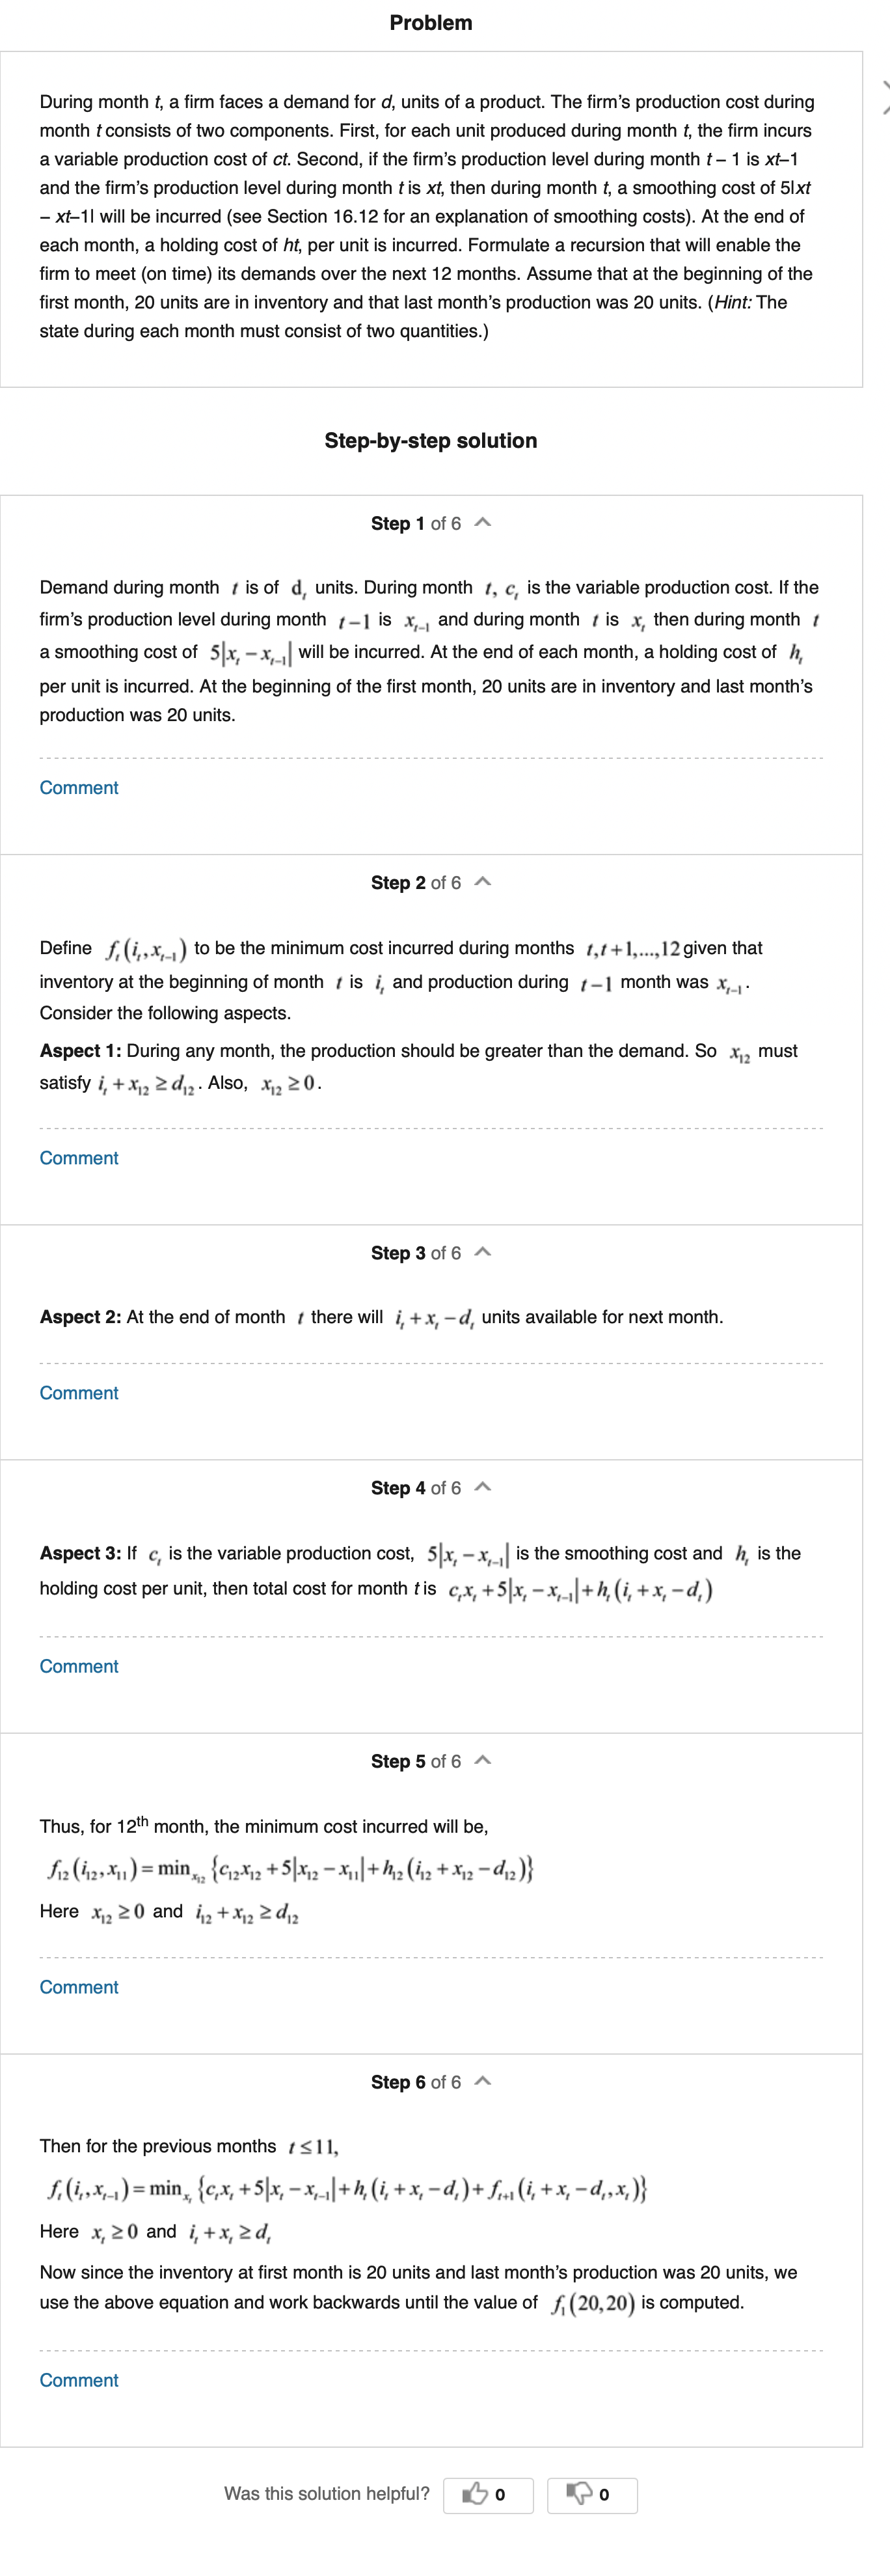 Problem
During month t, a firm faces a demand for d, units of a product. The firm's production cost during
month t consists of two components. First, for each unit produced during month t, the firm incurs
a variable production cost of ct. Second, if the firm's production level during month t – 1 is xt–1
and the firm's production level during month t is xt, then during month t, a smoothing cost of 5|xt
– xt–1| will be incurred (see Section 16.12 for an explanation of smoothing costs). At the end of
each month, a holding cost of ht, per unit is incurred. Formulate a recursion that will enable the
firm to meet (on time) its demands over the next 12 months. Assume that at the beginning of the
first month, 20 units are in inventory and that last month's production was 20 units. (Hint: The
state during each month must consist of two quantities.)
Step-by-step solution
Step 1 of 6
Demand during month t is of d_t units. During month t, c_t is the variable production cost. If the
firm's production level during month t−1 is x_{t−1} and during month t is x_t then during month t
a smoothing cost of 5|x_t − x_{t−1}| will be incurred. At the end of each month, a holding cost of h_t
per unit is incurred. At the beginning of the first month, 20 units are in inventory and last month's
production was 20 units.
Comment
Step 2 of 6
Define f_t(i_t, x_{t−1}) to be the minimum cost incurred during months t,t+1,...,12 given that
inventory at the beginning of month t is i_t and production during t−1 month was x_{t−1}.
Consider the following aspects.
Aspect 1: During any month, the production should be greater than the demand. So x_{12} must
satisfy i_t + x_{12} ≥ d_{12}. Also, x_{12} ≥ 0.
Comment
Step 3 of 6
Aspect 2: At the end of month t there will i_t + x_t − d_t units available for next month.
Comment
Step 4 of 6
Aspect 3: If c_t is the variable production cost, 5|x_t − x_{t−1}| is the smoothing cost and h_t is the
holding cost per unit, then total cost for month t is c_t x_t + 5|x_t − x_{t−1}| + h_t(i_t + x_t − d_t)
Comment
Step 5 of 6
Thus, for 12th month, the minimum cost incurred will be,
f_{12}(i_{12}, x_{11}) = min_{x_{12}} {c_{12}x_{12} + 5|x_{12} − x_{11}| + h_{12}(i_{12} + x_{12} − d_{12})}
Here x_{12} ≥ 0 and i_{12} + x_{12} ≥ d_{12}
Comment
Step 6 of 6
Then for the previous months t ≤ 11,
f_t(i_t, x_{t−1}) = min_{x_t} {c_t x_t + 5|x_t − x_{t−1}| + h_t(i_t + x_t − d_t) + f_{t+1}(i_t + x_t − d_t, x_t)}
Here x_t ≥ 0 and i_t + x_t ≥ d_t
Now since the inventory at first month is 20 units and last month's production was 20 units, we
use the above equation and work backwards until the value of f_1(20,20) is computed.
Comment
Was this solution helpful? 0 0